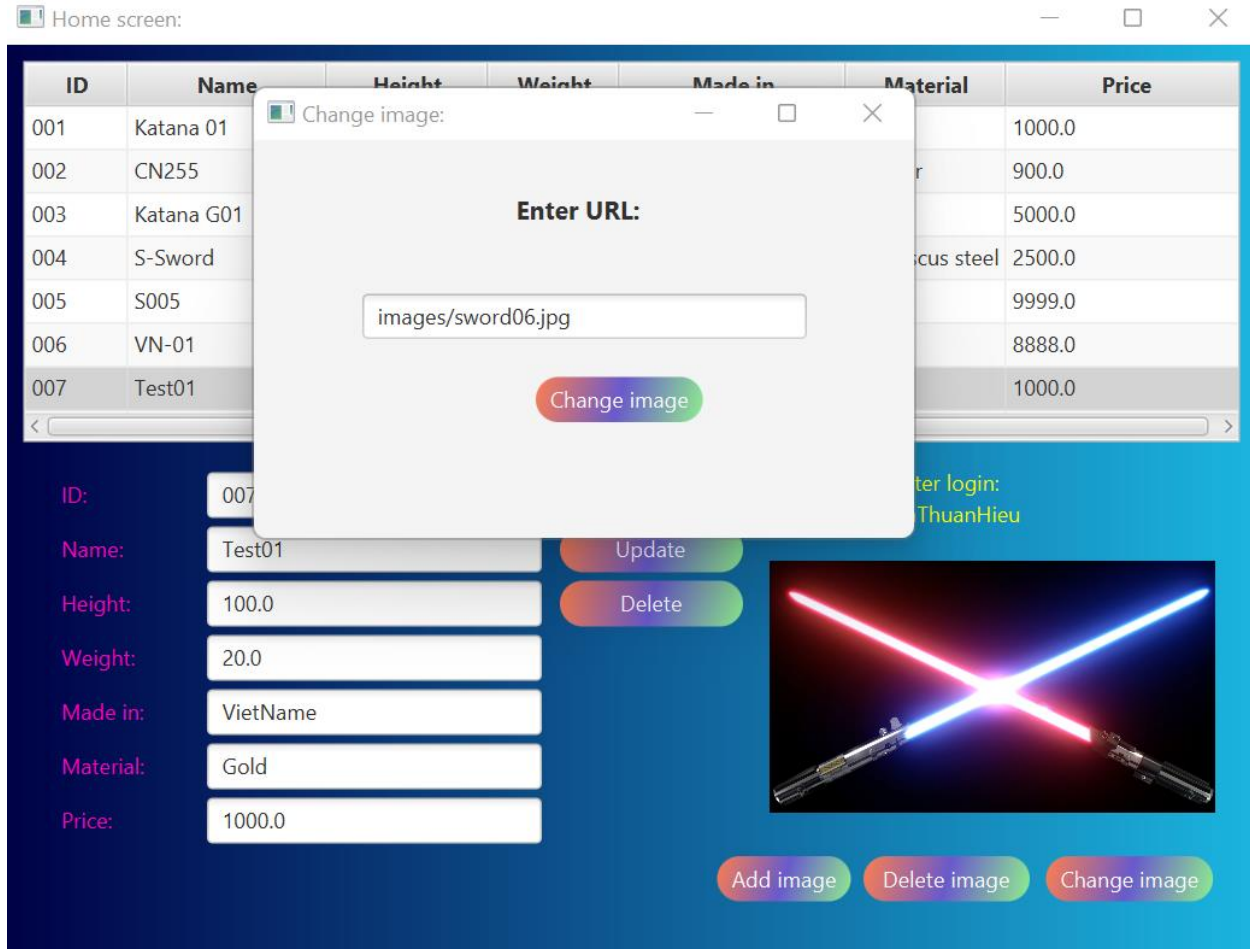 Home screen:
ID Name Height Weight Made in Material Price
001 Katana 01 1000.0
002 CN255 900.0
003 Katana G01 5000.0
004 S-Sword steel 2500.0
005 S005 9999.0
006 VN-01 8888.0
007 Test01 1000.0
Change image:
Enter URL:
images/sword06.jpg
Change image
ID: 007
login:
Name: Test01 Update
Height: 100.0 Delete
Weight: 20.0
Made in: VietName
Material: Gold
Price: 1000.0
Add image Delete image Change image